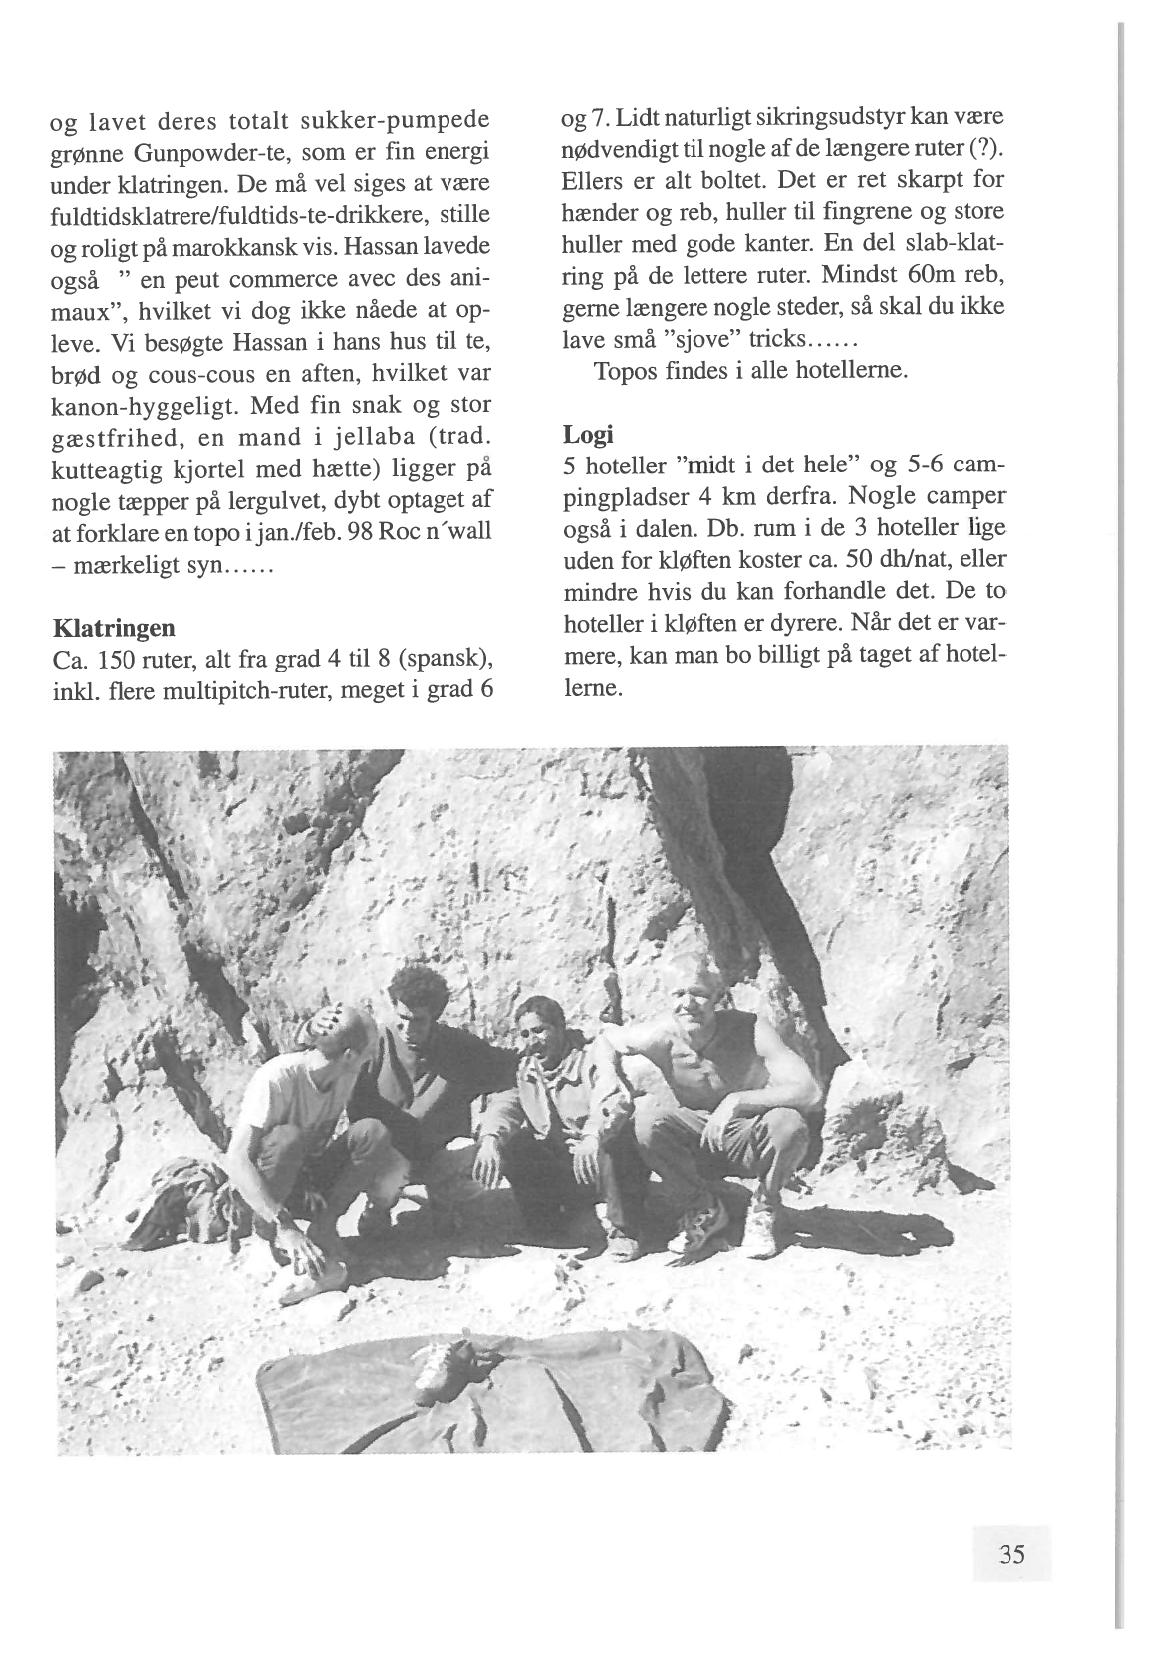 og lavet deres totalt sukker-pumpede
grønne Gunpowder-te, som er fin energi
under klatringen. De må vel siges at være
fuldtidsklatrere/fuldtids-te-drikkere, stille
og roligt på marokkansk vis. Hassan lavede
også ” en peut commerce avec des ani-
maux”, hvilket vi dog ikke nåede at op-
leve. Vi besøgte Hassan i hans hus til te,
brød og cous-cous en aften, hvilket var
kanon-hyggeligt. Med fin snak og stor
gæstfrihed, en mand i jellaba (trad.
kutteagtig kjortel med hætte) ligger på
nogle tæpper på lergulvet, dybt optaget af
at forklare en topo i jan./feb. 98 Roc n´wall
– mærkeligt syn......
Klatringen
Ca. 150 ruter, alt fra grad 4 til 8 (spansk),
inkl. flere multipitch-ruter, meget i grad 6
og 7. Lidt naturligt sikringsudstyr kan være
nødvendigt til nogle af de længere ruter (?).
Ellers er alt boltet. Det er ret skarpt for
hænder og reb, huller til fingrene og store
huller med gode kanter. En del slab-klat-
ring på de lettere ruter. Mindst 60m reb,
gerne længere nogle steder, så skal du ikke
lave små ”sjove” tricks......
Topos findes i alle hotellerne.
Logi
5 hoteller ”midt i det hele” og 5-6 cam-
pingpladser 4 km derfra. Nogle camper
også i dalen. Db. rum i de 3 hoteller lige
uden for kløften koster ca. 50 dh/nat, eller
mindre hvis du kan forhandle det. De to
hoteller i kløften er dyrere. Når det er var-
mere, kan man bo billigt på taget af hotel-
lerne.
35